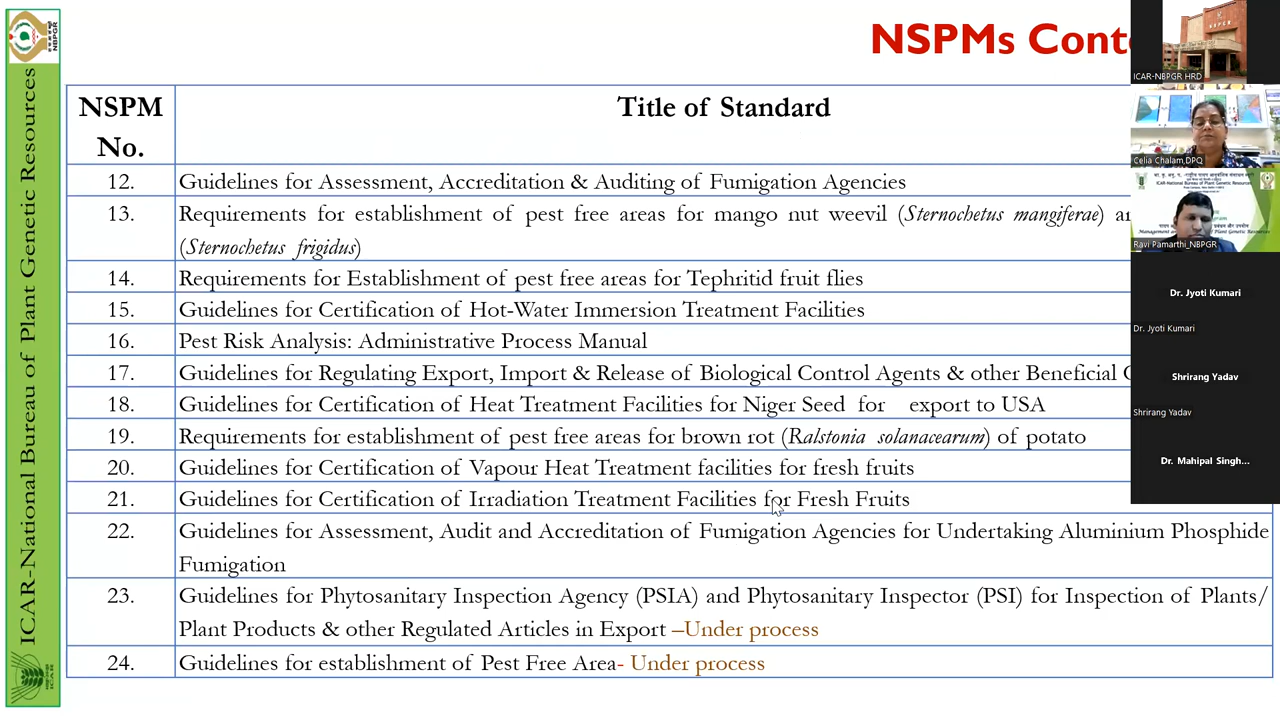 NSPMs Cont
ICAR-National Bureau of Plant Genetic Resources
NBPGR
ICAR
NSPM No.
Title of Standard
12. Guidelines for Assessment, Accreditation & Auditing of Fumigation Agencies
13. Requirements for establishment of pest free areas for mango nut weevil (Sternochetus mangiferae)
(Sternochetus frigidus)
14. Requirements for Establishment of pest free areas for Tephritid fruit flies
15. Guidelines for Certification of Hot-Water Immersion Treatment Facilities
16. Pest Risk Analysis: Administrative Process Manual
17. Guidelines for Regulating Export, Import & Release of Biological Control Agents & other Beneficial
18. Guidelines for Certification of Heat Treatment Facilities for Niger Seed for export to USA
19. Requirements for establishment of pest free areas for brown rot (Ralstonia solanacearum) of potato
20. Guidelines for Certification of Vapour Heat Treatment facilities for fresh fruits
21. Guidelines for Certification of Irradiation Treatment Facilities for Fresh Fruits
22. Guidelines for Assessment, Audit and Accreditation of Fumigation Agencies for Undertaking Aluminium Phosphide
Fumigation
23. Guidelines for Phytosanitary Inspection Agency (PSIA) and Phytosanitary Inspector (PSI) for Inspection of Plants/
Plant Products & other Regulated Articles in Export –Under process
24. Guidelines for establishment of Pest Free Area- Under process
ICAR-NBPGR HRD
Celia Chalam,DPQ
ICAR-National Bureau of Plant Genetic Resources
Ravi Pamarthi_NBPGR
Dr. Jyoti Kumari
Dr. Jyoti Kumari
Shrirang Yadav
Shrirang Yadav
Dr. Mahipal Singh...